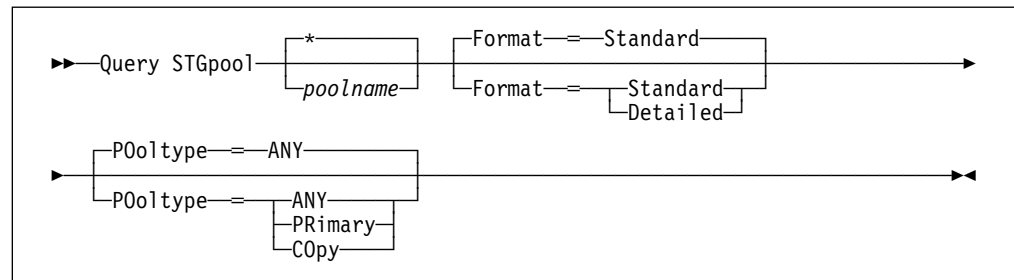 *
Format = Standard
Query STGpool
poolname
Format = Standard
Detailed
POoltype = ANY
POoltype = ANY
PRimary
COpy